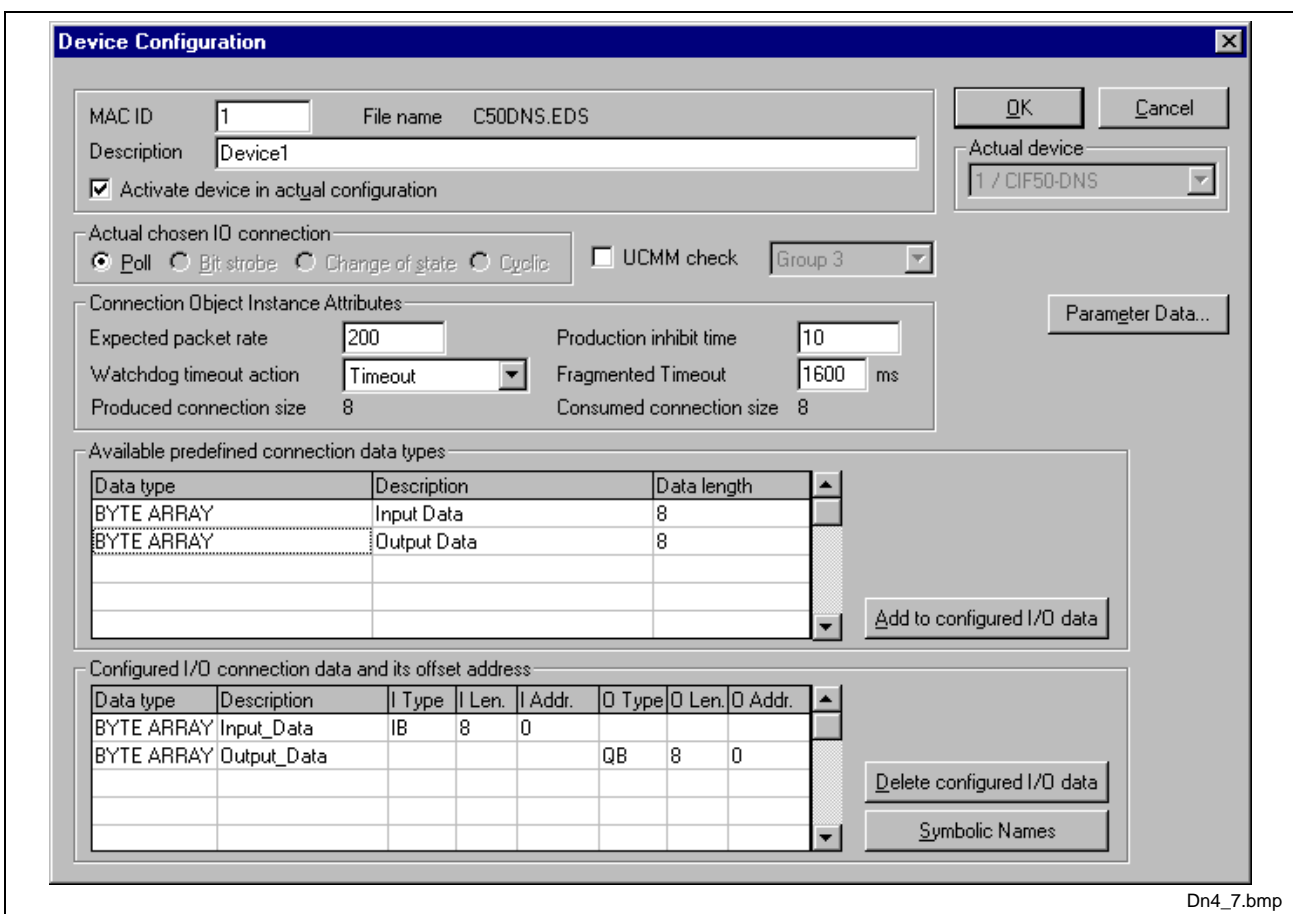 Device Configuration
MAC ID 1 File name C50DNS.EDS OK Cancel
Description Device1 Actual device
Activate device in actual configuration 1 / CIF50-DNS
Actual chosen IO connection
Poll Bit strobe Change of state Cyclic UCMM check Group 3
Connection Object Instance Attributes
Parameter Data...
Expected packet rate 200 Production inhibit time 10
Watchdog timeout action Timeout Fragmented Timeout 1600 ms
Produced connection size 8 Consumed connection size 8
Available predefined connection data types
Data type Description Data length
BYTE ARRAY Input Data 8
BYTE ARRAY Output Data 8
Add to configured I/O data
Configured I/O connection data and its offset address
Data type Description I Type I Len. I Addr. O Type O Len. O Addr.
BYTE ARRAY Input_Data IB 8 0
BYTE ARRAY Output_Data QB 8 0
Delete configured I/O data
Symbolic Names
Dn4_7.bmp